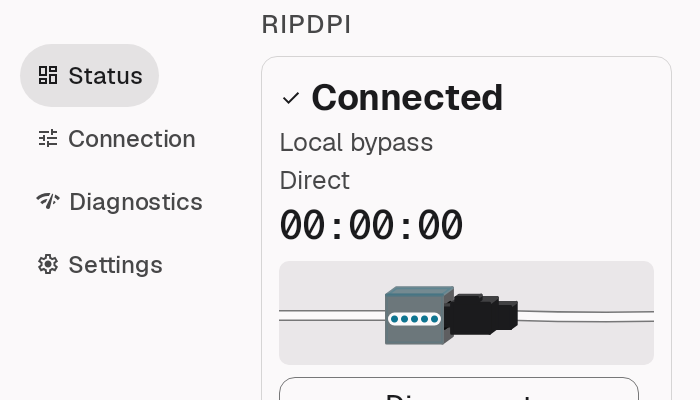 RIPDPI
Status
Connection
Diagnostics
Settings
Connected
Local bypass
Direct
00:00:00